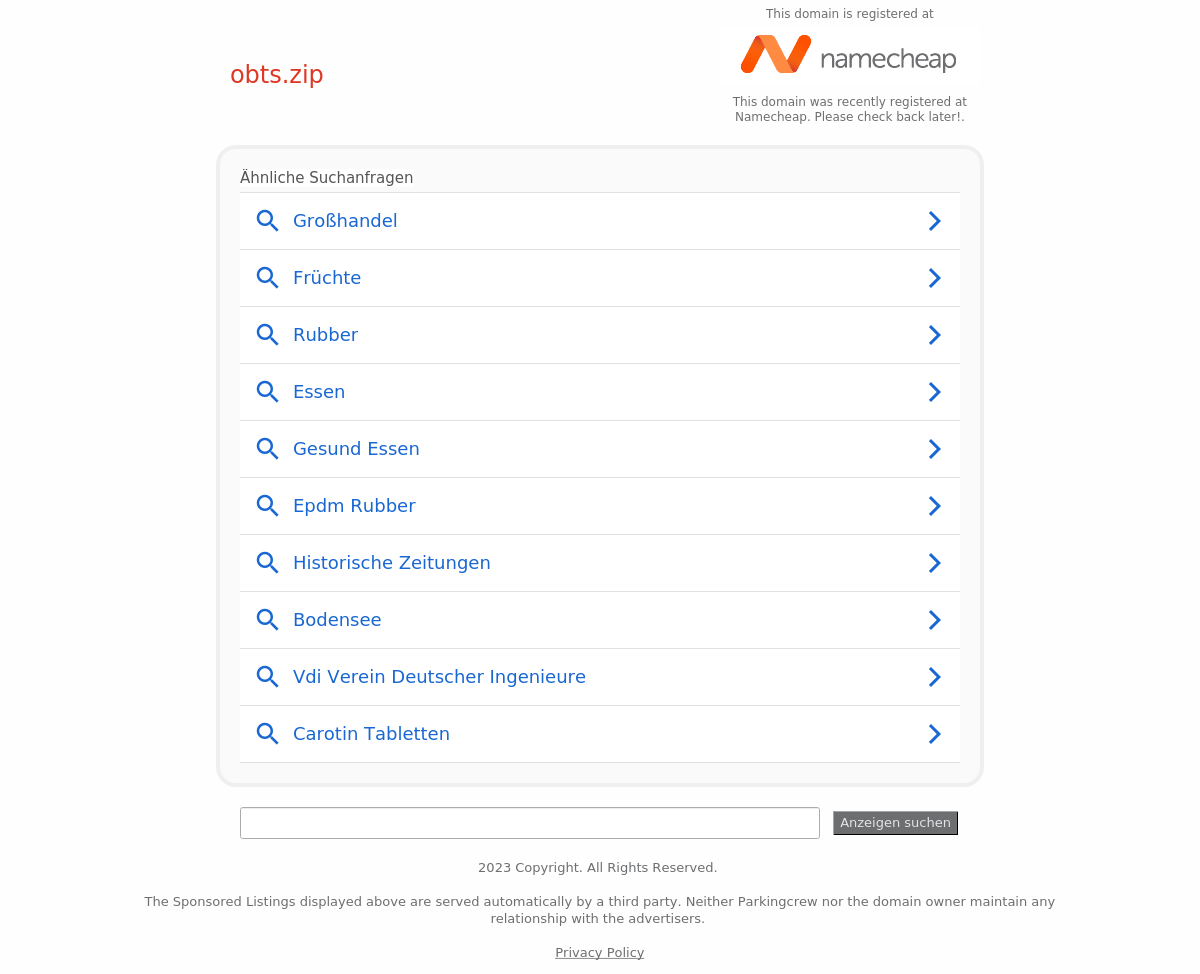 This domain is registered at
namecheap
obts.zip
This domain was recently registered at
Namecheap. Please check back later!.
Ähnliche Suchanfragen
Großhandel
Früchte
Rubber
Essen
Gesund Essen
Epdm Rubber
Historische Zeitungen
Bodensee
Vdi Verein Deutscher Ingenieure
Carotin Tabletten
Anzeigen suchen
2023 Copyright. All Rights Reserved.
The Sponsored Listings displayed above are served automatically by a third party. Neither Parkingcrew nor the domain owner maintain any
relationship with the advertisers.
Privacy Policy